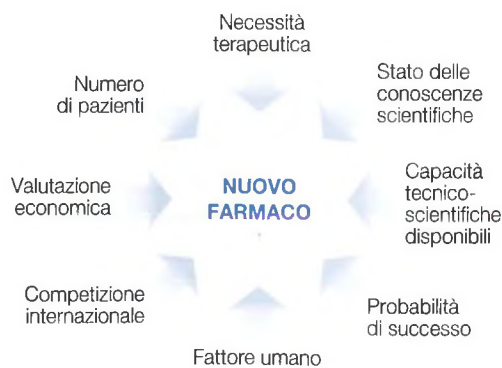 Necessità
terapeutica
Stato delle
conoscenze
scientifiche
Capacità
tecnico-
scientifiche
disponibili
Probabilità
di successo
Fattore umano
Competizione
internazionale
Valutazione
economica
Numero
di pazienti
NUOVO
FARMACO